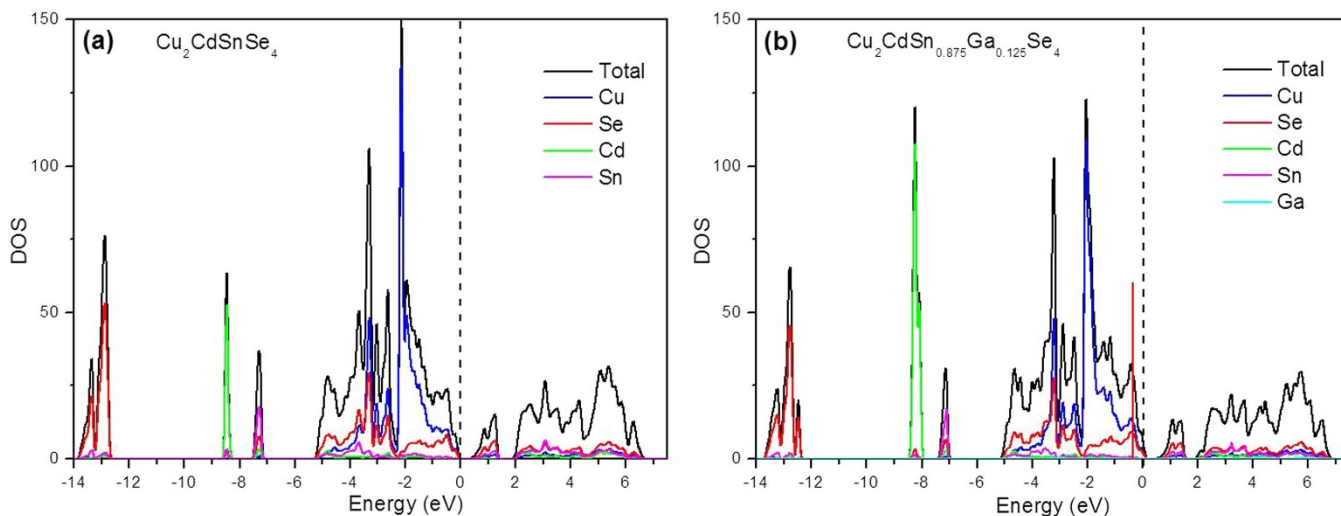 (a) Cu₂CdSnSe₄
Total
Cu
Se
Cd
Sn
DOS
150
100
50
0
-14 -12 -10 -8 -6 -4 -2 0 2 4 6
Energy (eV)
(b) Cu₂CdSn₀.₈₇₅Ga₀.₁₂₅Se₄
Total
Cu
Se
Cd
Sn
Ga
DOS
150
100
50
0
-14 -12 -10 -8 -6 -4 -2 0 2 4 6
Energy (eV)